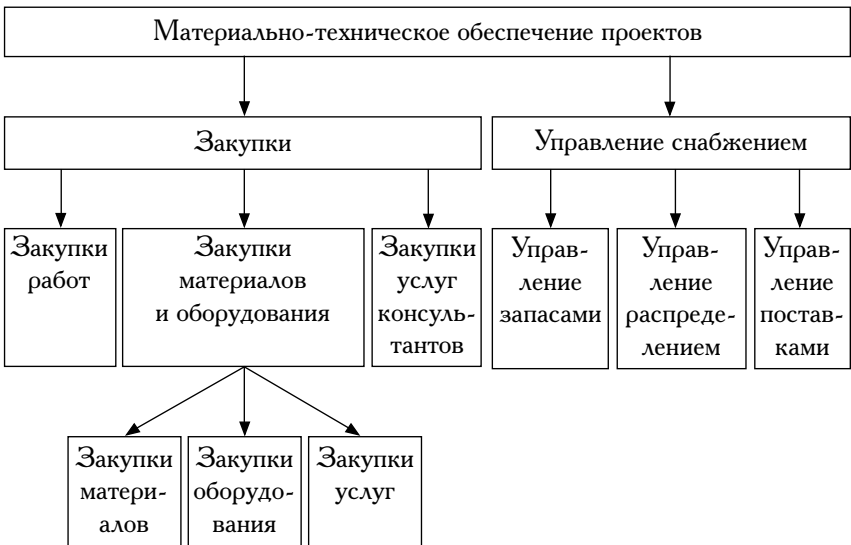 Материально-техническое обеспечение проектов
Закупки
Управление снабжением
Закупки
работ
Закупки
материалов
и оборудования
Закупки
услуг
консуль-
тантов
Управ-
ление
запасами
Управ-
ление
распреде-
лением
Управ-
ление
постав-
ками
Закупки
матери-
алов
Закупки
оборудо-
вания
Закупки
услуг